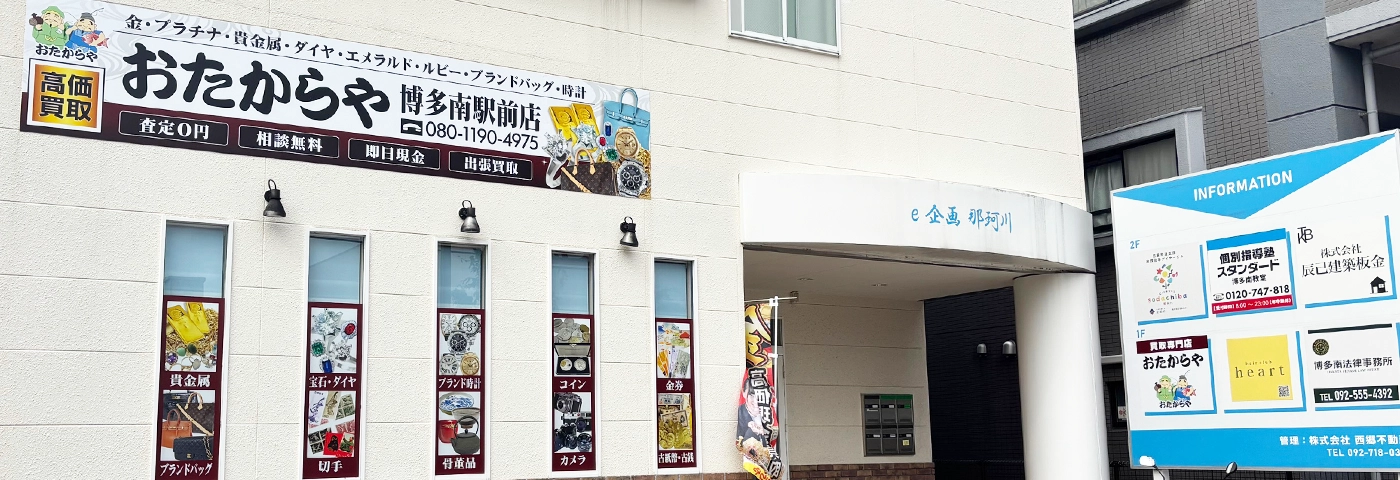 金・プラチナ・貴金属・ダイヤ・エメラルド・ルビー・ブランドバッグ・時計
おたからや
高価
買取
おたからや
博多南駅前店
080-1190-4975
査定0円
相談無料
即日現金
出張買取
貴金属
ブランドバッグ
宝石・ダイヤ
切手
ブランド時計
骨董品
コイン
カメラ
金券
古紙幣・古銭
e 企画 那珂川
INFORMATION
2F
sodachiba
個別指導塾
スタンダード
博多南教室
0120-747-818
株式会社
辰己建築板金
1F
買取専門店
おたからや
hair rich
heart
博多南法律事務所
TEL 092-555-4392
管理：株式会社 西郷不動
TEL 092-718-03